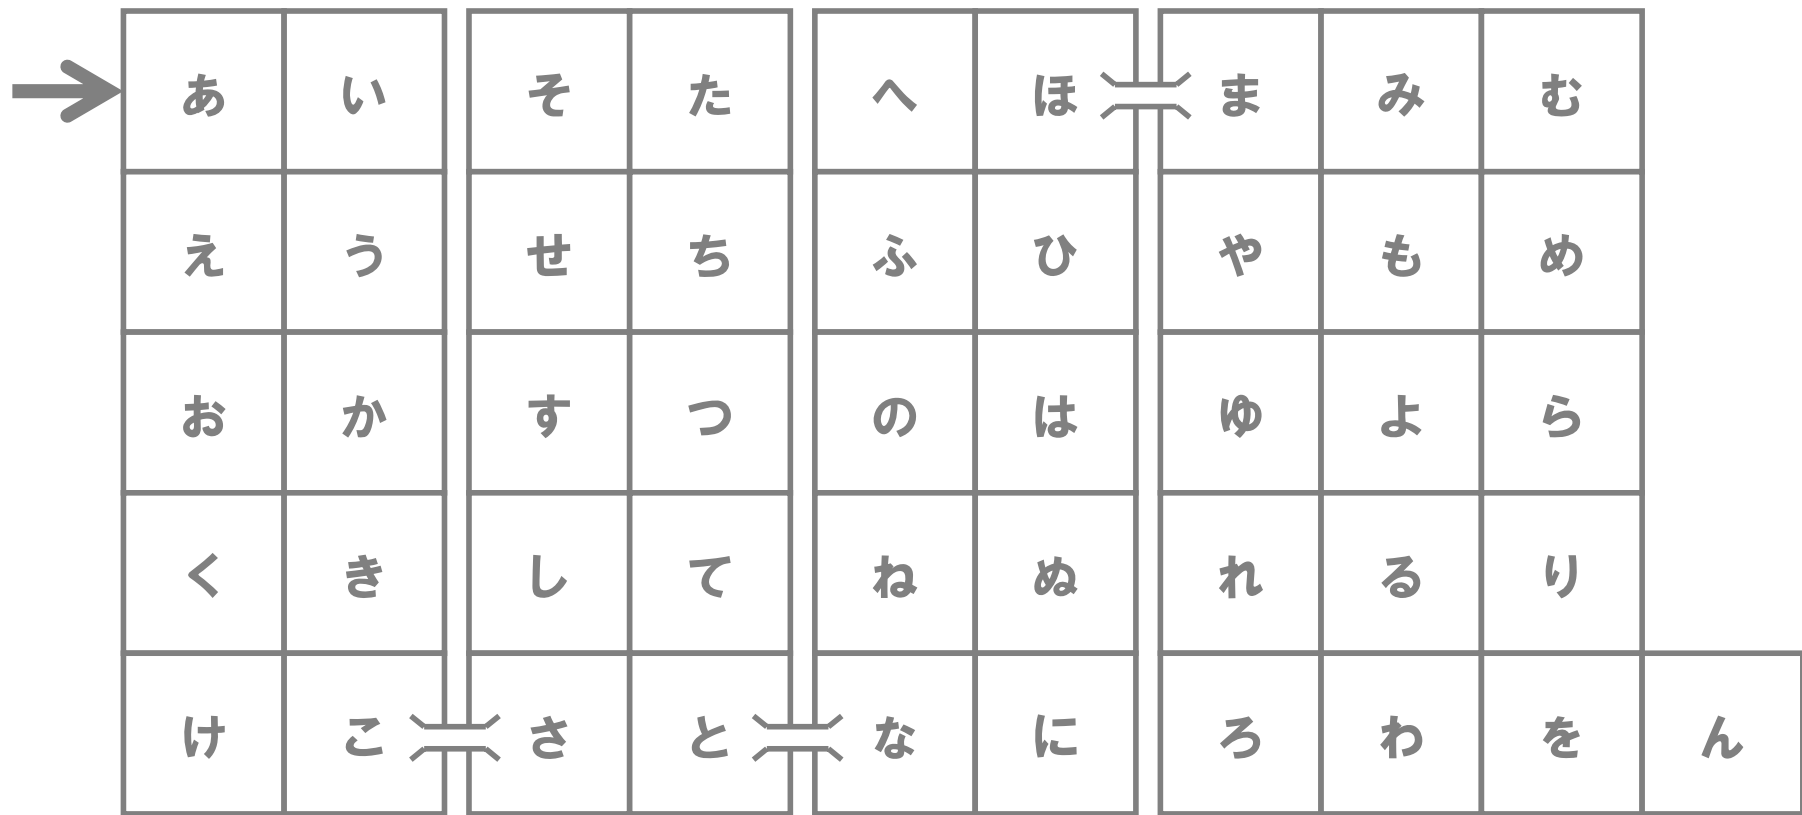 あ い そ た へ ほ ま み む
え う せ ち ふ ひ や も め
お か す つ の は ゆ よ ら
く き し て ね ぬ れ る り
け こ さ と な に ろ わ を ん